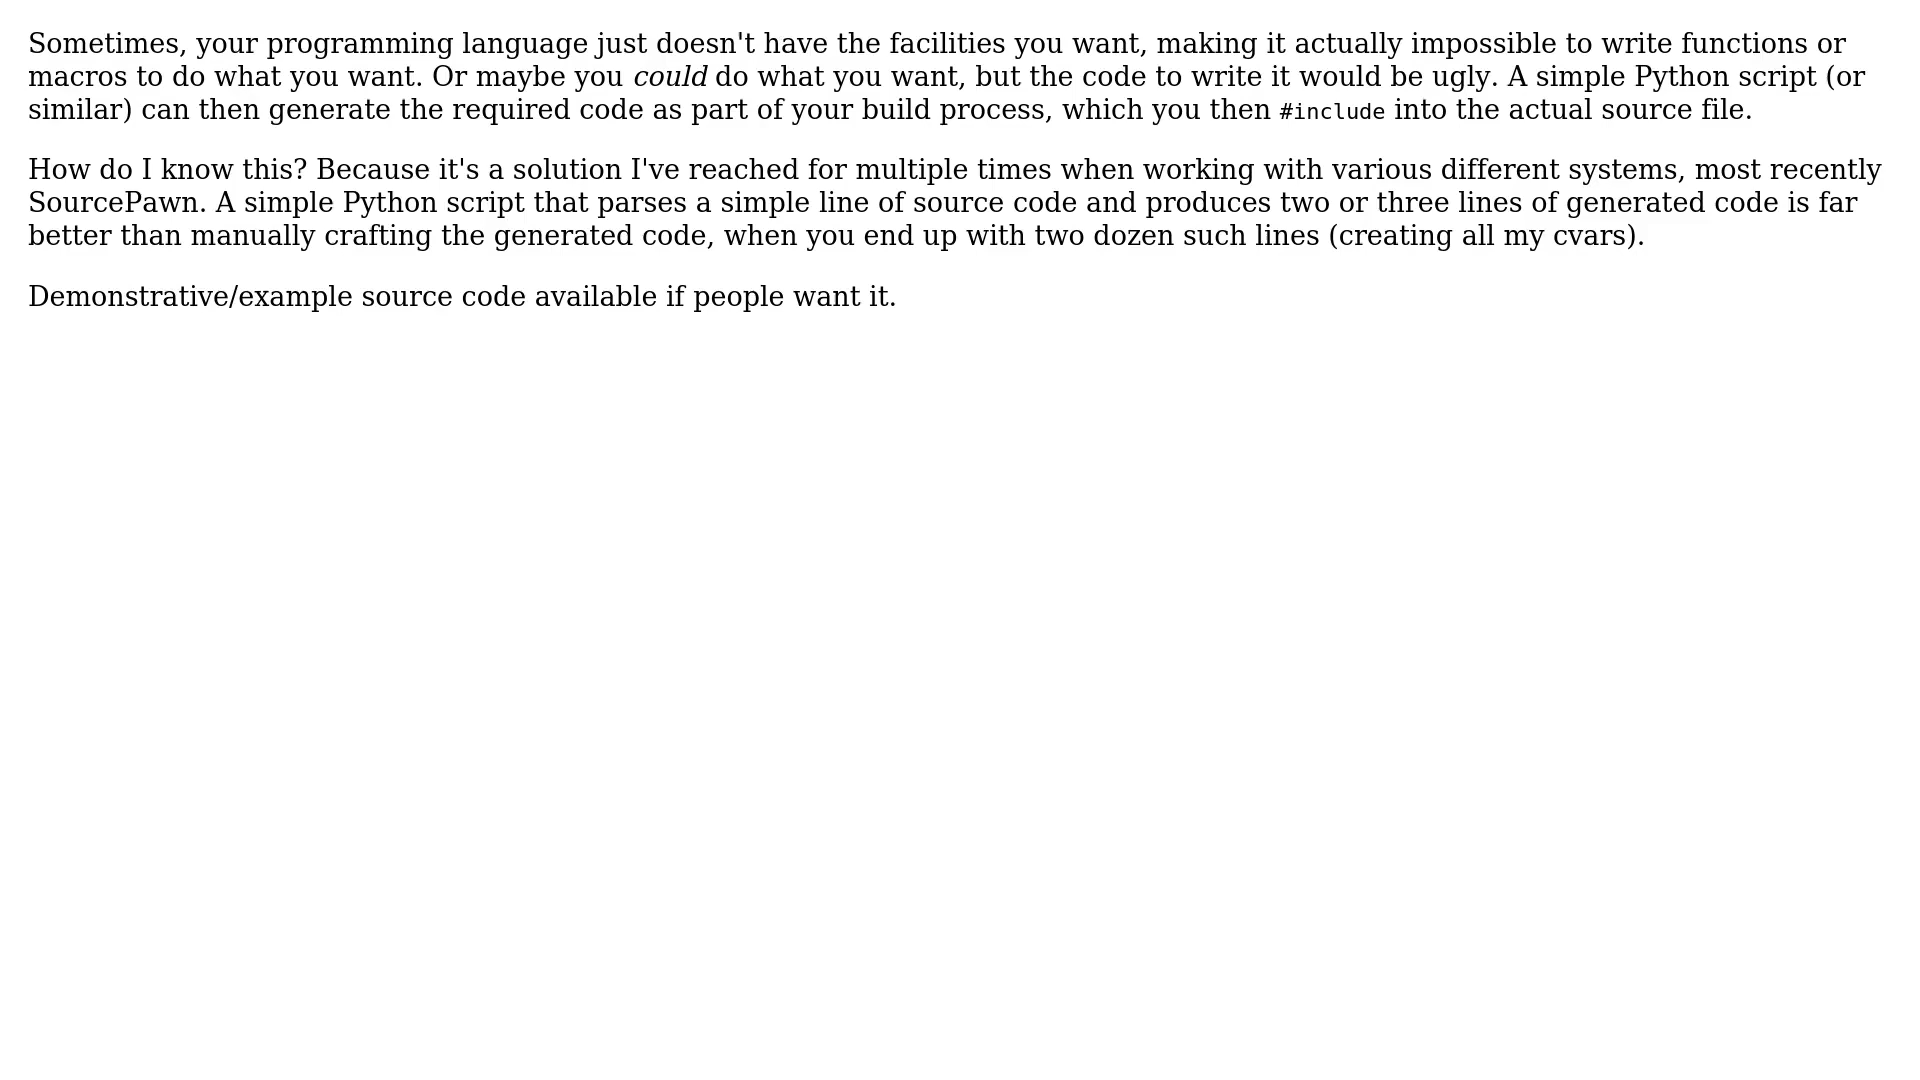 Sometimes, your programming language just doesn't have the facilities you want, making it actually impossible to write functions or
macros to do what you want. Or maybe you could do what you want, but the code to write it would be ugly. A simple Python script (or
similar) can then generate the required code as part of your build process, which you then #include into the actual source file.
How do I know this? Because it's a solution I've reached for multiple times when working with various different systems, most recently
SourcePawn. A simple Python script that parses a simple line of source code and produces two or three lines of generated code is far
better than manually crafting the generated code, when you end up with two dozen such lines (creating all my cvars).
Demonstrative/example source code available if people want it.